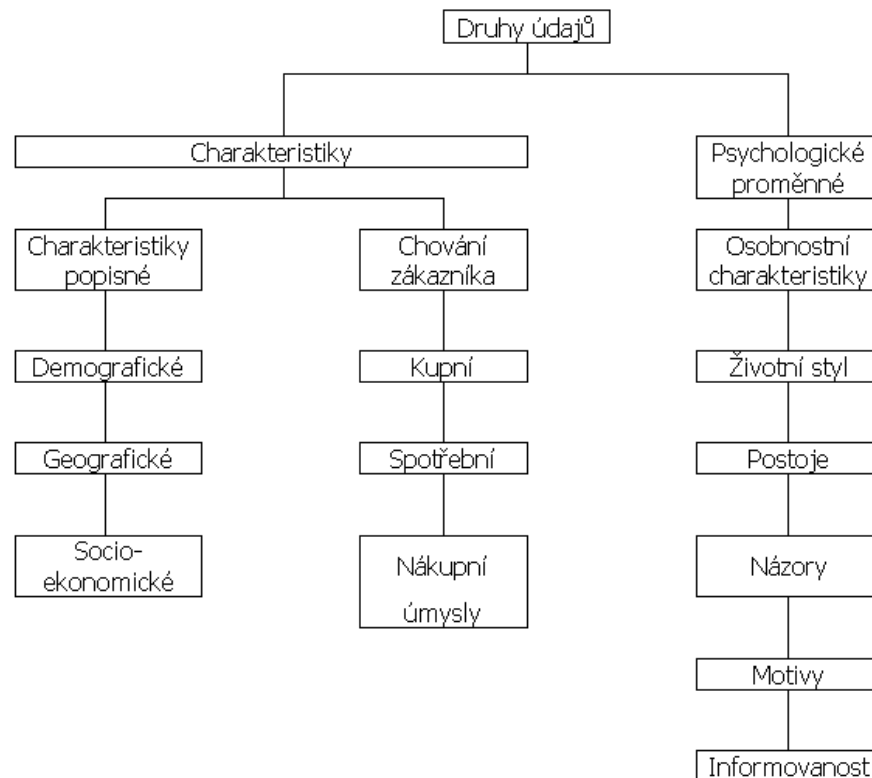 Druhy údajů
Charakteristiky
Psychologické
proměnné
Charakteristiky
popisné
Chování
zákazníka
Osobnostní
charakteristiky
Demografické
Kupní
Životní styl
Geografické
Spotřební
Postoje
Socio-
ekonomické
Nákupní
úmysly
Názory
Motivy
Informovanost